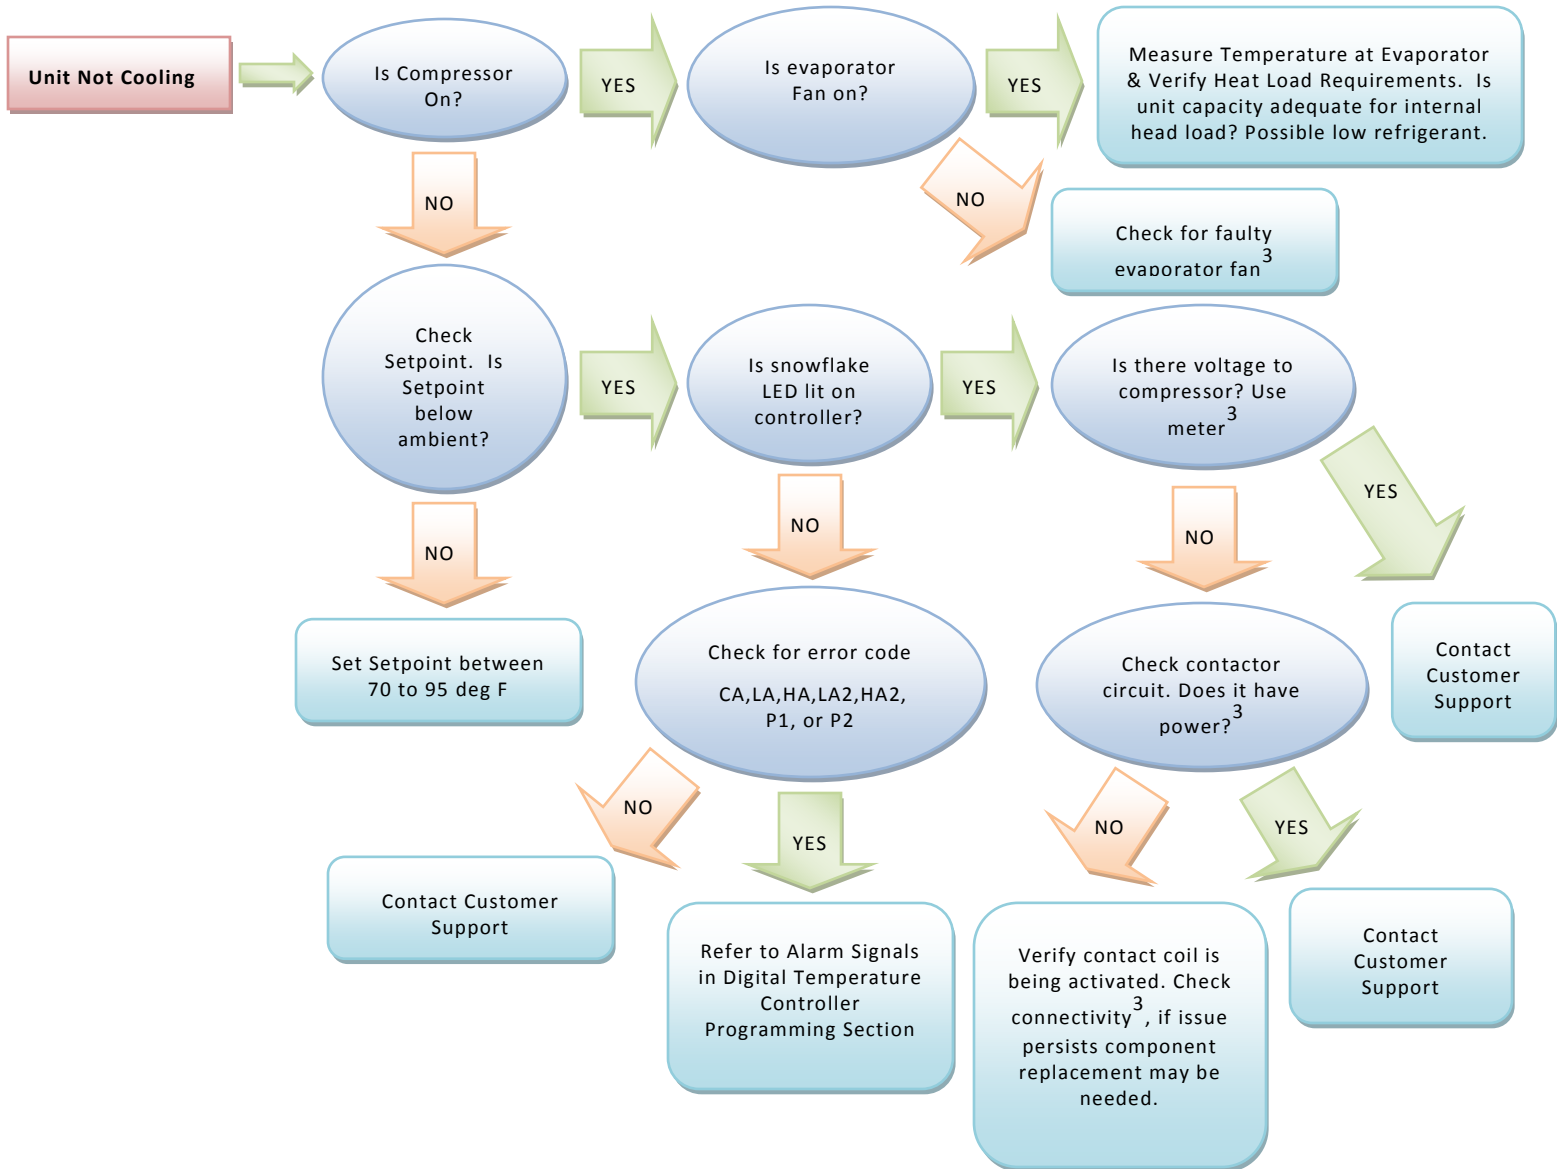 Unit Not Cooling
Is Compressor
On?
YES
Is evaporator
Fan on?
YES
Measure Temperature at Evaporator
& Verify Heat Load Requirements. Is
unit capacity adequate for internal
head load? Possible low refrigerant.
NO
NO
Check for faulty
evaporator fan3
Check
Setpoint. Is
Setpoint
below
ambient?
YES
Is snowflake
LED lit on
controller?
YES
Is there voltage to
compressor? Use
meter3
YES
NO
NO
NO
Set Setpoint between
70 to 95 deg F
Check for error code
CA,LA,HA,LA2,HA2,
P1, or P2
Check contactor
circuit. Does it have
power?3
Contact
Customer
Support
NO
YES
NO
YES
Contact Customer
Support
Refer to Alarm Signals
in Digital Temperature
Controller
Programming Section
Verify contact coil is
being activated. Check
connectivity3, if issue
persists component
replacement may be
needed.
Contact
Customer
Support